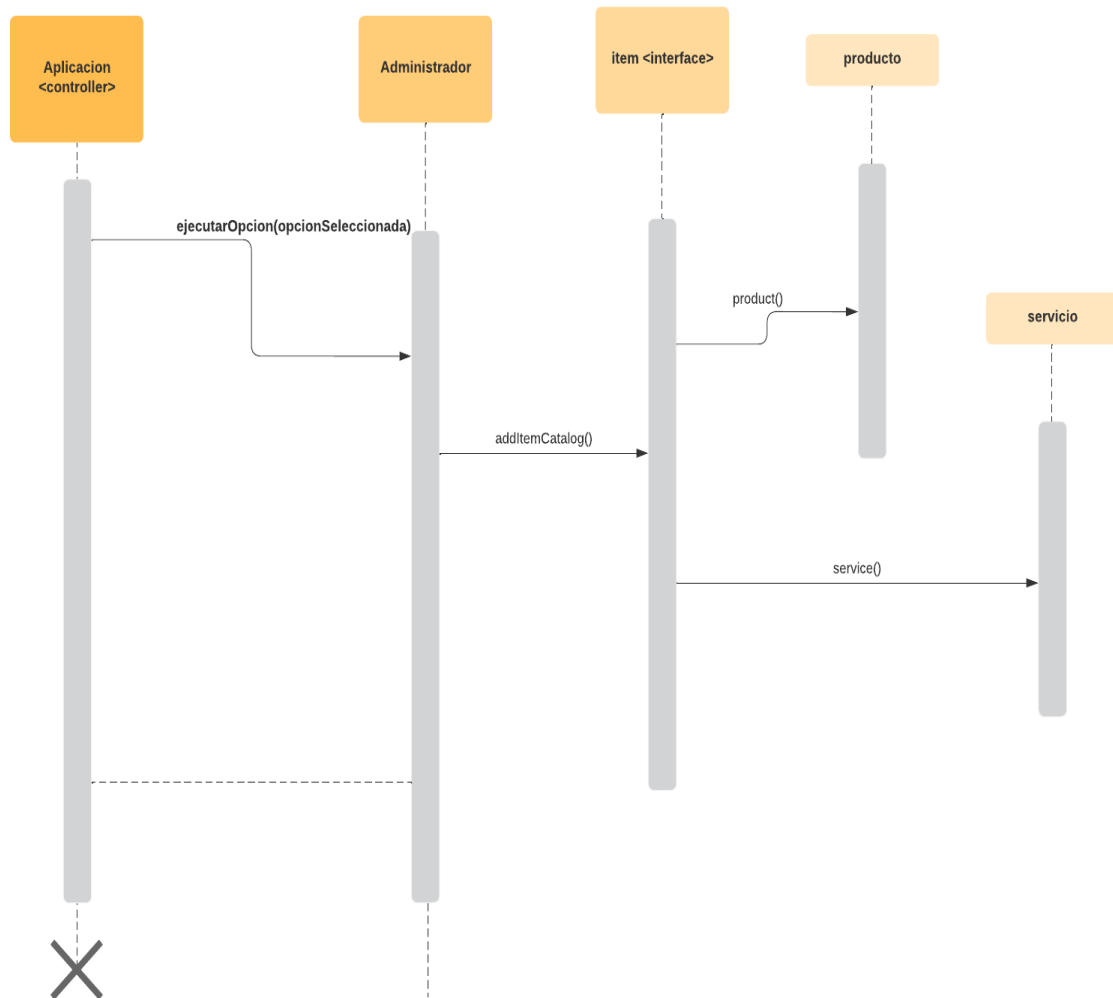 Aplicacion
<controller>
Administrador
item <interface>
producto
ejecutarOpcion(opcionSeleccionada)
product()
servicio
addItemCatalog()
service()